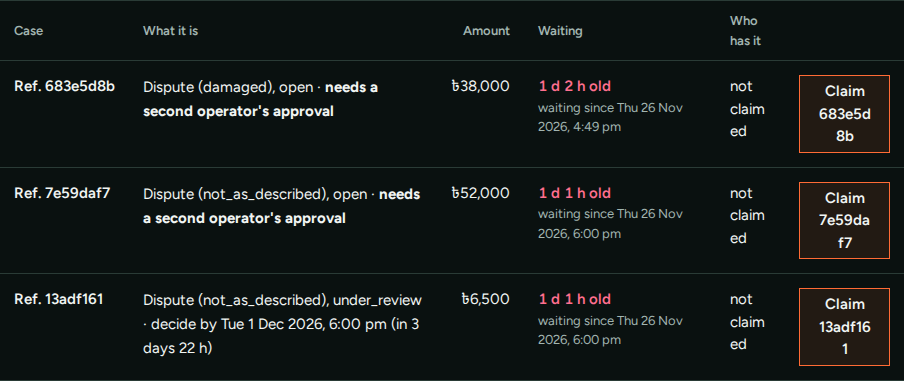 Case What it is Amount Waiting Who
has it
Ref. 683e5d8b Dispute (damaged), open · needs a ৳38,000 1 d 2 h old not Claim
second operator's approval waiting since Thu 26 Nov claim 683e5d
2026, 4:49 pm ed 8b
Ref. 7e59daf7 Dispute (not_as_described), open · needs ৳52,000 1 d 1 h old not Claim
a second operator's approval waiting since Thu 26 Nov claim 7e59da
2026, 6:00 pm ed f7
Ref. 13adf161 Dispute (not_as_described), under_review ৳6,500 1 d 1 h old not Claim
· decide by Tue 1 Dec 2026, 6:00 pm (in 3 waiting since Thu 26 Nov claim 13adf16
days 22 h) 2026, 6:00 pm ed 1